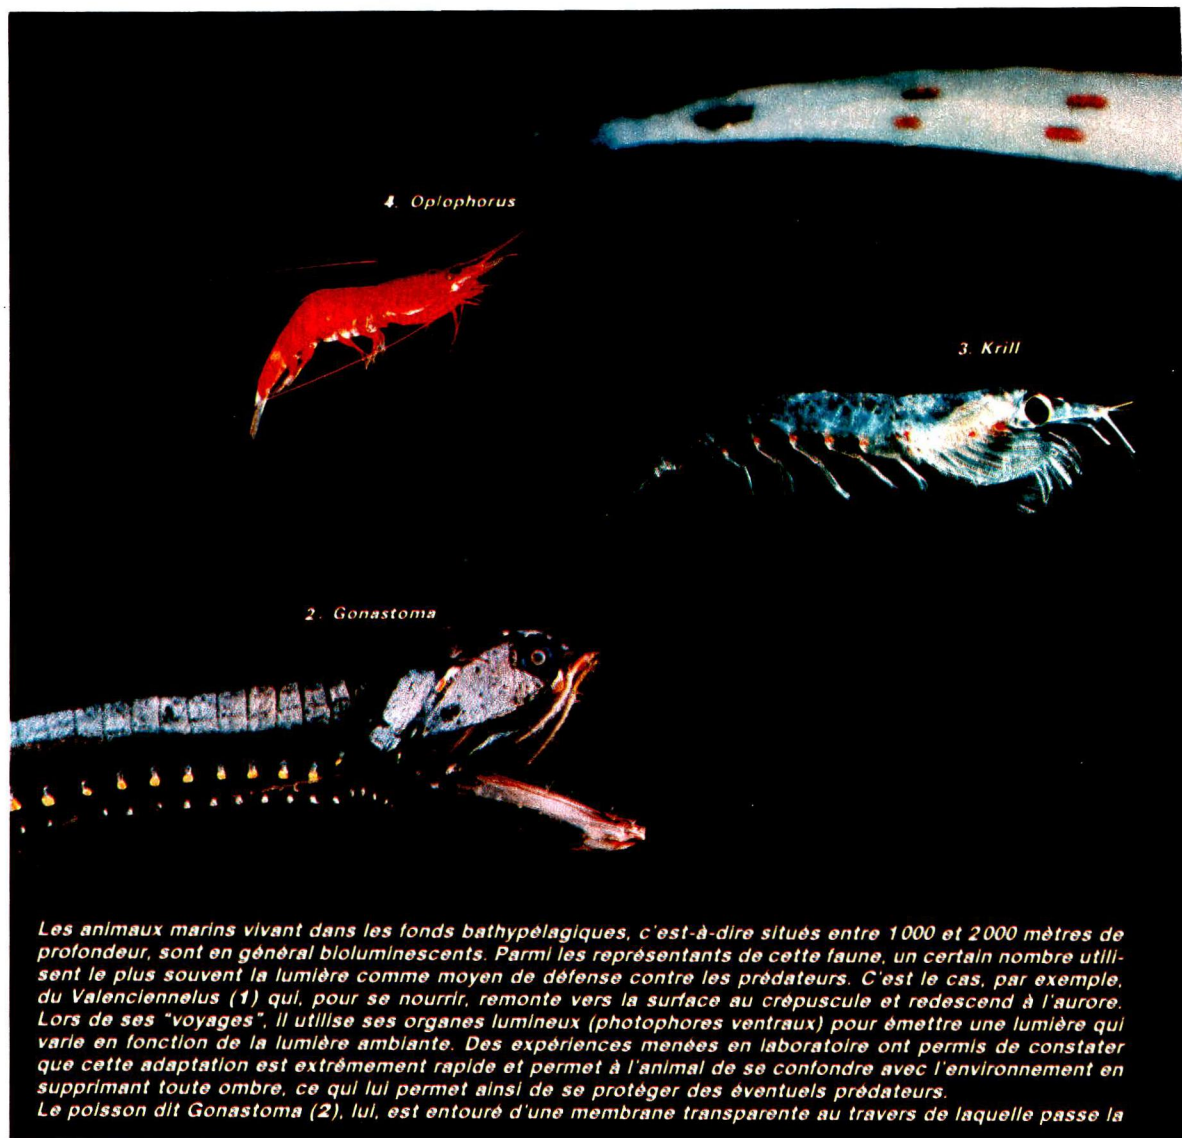 4. Oplophorus
3. Krill
2. Gonastoma
Les animaux marins vivant dans les fonds bathypélagiques, c'est-à-dire situés entre 1000 et 2000 mètres de
profondeur, sont en général bioluminescents. Parmi les représentants de cette faune, un certain nombre utili-
sent le plus souvent la lumière comme moyen de défense contre les prédateurs. C'est le cas, par exemple,
du Valenciennelus (1) qui, pour se nourrir, remonte vers la surface au crépuscule et redescend à l'aurore.
Lors de ses "voyages", il utilise ses organes lumineux (photophores ventraux) pour émettre une lumière qui
varie en fonction de la lumière ambiante. Des expériences menées en laboratoire ont permis de constater
que cette adaptation est extrêmement rapide et permet à l'animal de se confondre avec l'environnement en
supprimant toute ombre, ce qui lui permet ainsi de se protéger des éventuels prédateurs.
Le poisson dit Gonastoma (2), lui, est entouré d'une membrane transparente au travers de laquelle passe la